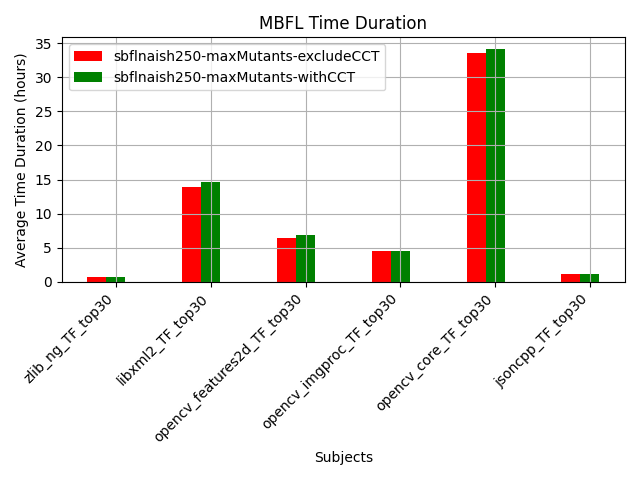 MBFL Time Duration
sbflnaish250-maxMutants-excludeCCT
sbflnaish250-maxMutants-withCCT
Average Time Duration (hours)
35
30
25
20
15
10
5
0
zlib_ng_TF_top30
libxml2_TF_top30
opencv_features2d_TF_top30
opencv_imgproc_TF_top30
opencv_core_TF_top30
jsoncpp_TF_top30
Subjects